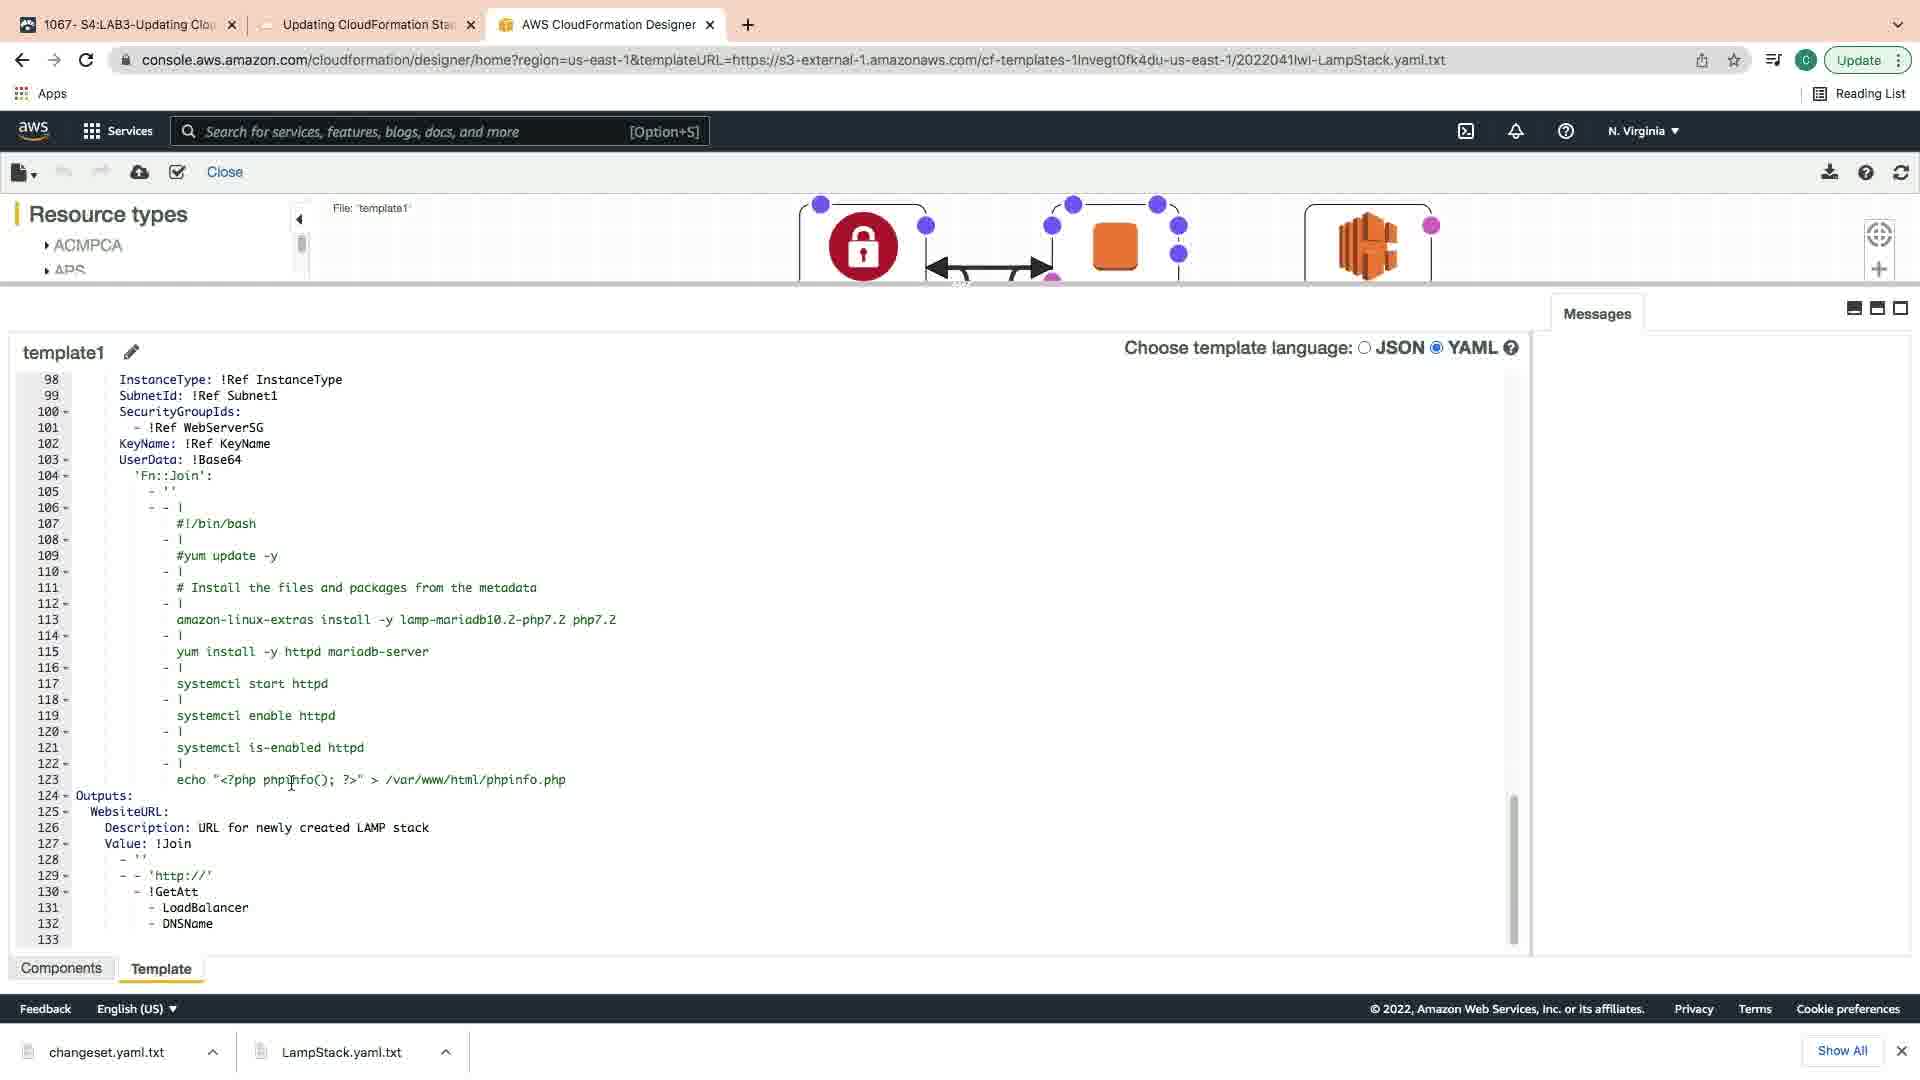 1067- S4:LAB3-Updating Clou
Updating CloudFormation Stac
AWS CloudFormation Designer
console.aws.amazon.com/cloudformation/designer/home?region=us-east-1&templateURL=https://s3-external-1.amazonaws.com/cf-templates-1lnvegt0fk4du-us-east-1/2022041lwl-LampStack.yaml.txt
C
Update
Apps
Reading List
aws
Services
Search for services, features, blogs, docs, and more
[Option+S]
N. Virginia
Close
Resource types
ACMPCA
APS
File: 'template1'
Messages
template1
Choose template language: JSON YAML
98 InstanceType: !Ref InstanceType
99 SubnetId: !Ref Subnet1
100 SecurityGroupIds:
101 - !Ref WebServerSG
102 KeyName: !Ref KeyName
103 UserData: !Base64
104 'Fn::Join':
105 - ''
106 - - |
107 #!/bin/bash
108 - |
109 #yum update -y
110 - |
111 # Install the files and packages from the metadata
112 - |
113 amazon-linux-extras install -y lamp-mariadb10.2-php7.2 php7.2
114 - |
115 yum install -y httpd mariadb-server
116 - |
117 systemctl start httpd
118 - |
119 systemctl enable httpd
120 - |
121 systemctl is-enabled httpd
122 - |
123 echo "<?php phpinfo(); ?>" > /var/www/html/phpinfo.php
124 Outputs:
125 WebsiteURL:
126 Description: URL for newly created LAMP stack
127 Value: !Join
128 - ''
129 - - 'http://'
130 - !GetAtt
131 - LoadBalancer
132 - DNSName
133
Components
Template
Feedback
English (US)
© 2022, Amazon Web Services, Inc. or its affiliates.
Privacy
Terms
Cookie preferences
changeset.yaml.txt
LampStack.yaml.txt
Show All